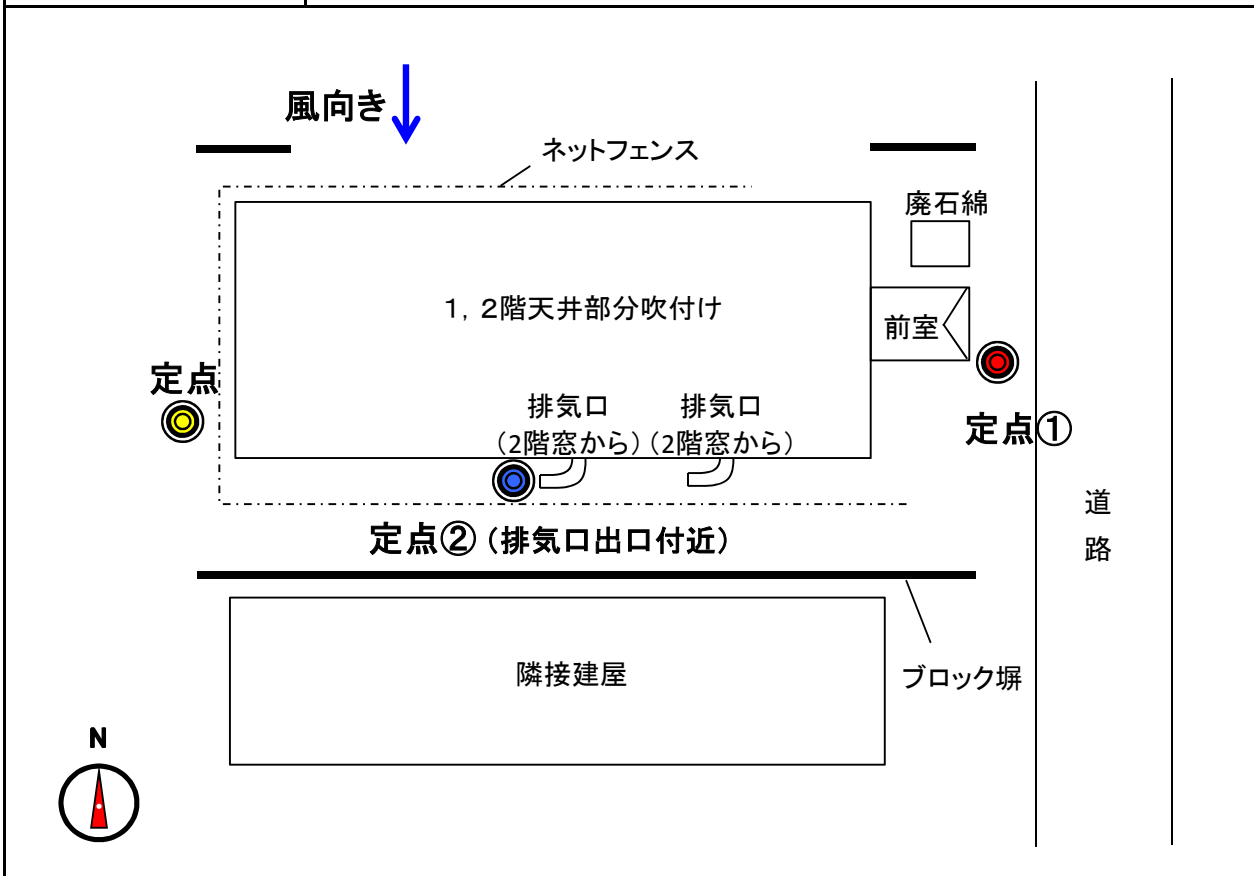 風向き
ネットフェンス
廃石綿
1，2階天井部分吹付け
前室
定点
排気口
（2階窓から）
排気口
（2階窓から）
定点①
定点②（排気口出口付近）
道
路
隣接建屋
ブロック塀
N